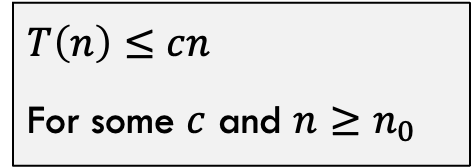 T(n) ≤ cn
For some c and n ≥ n₀